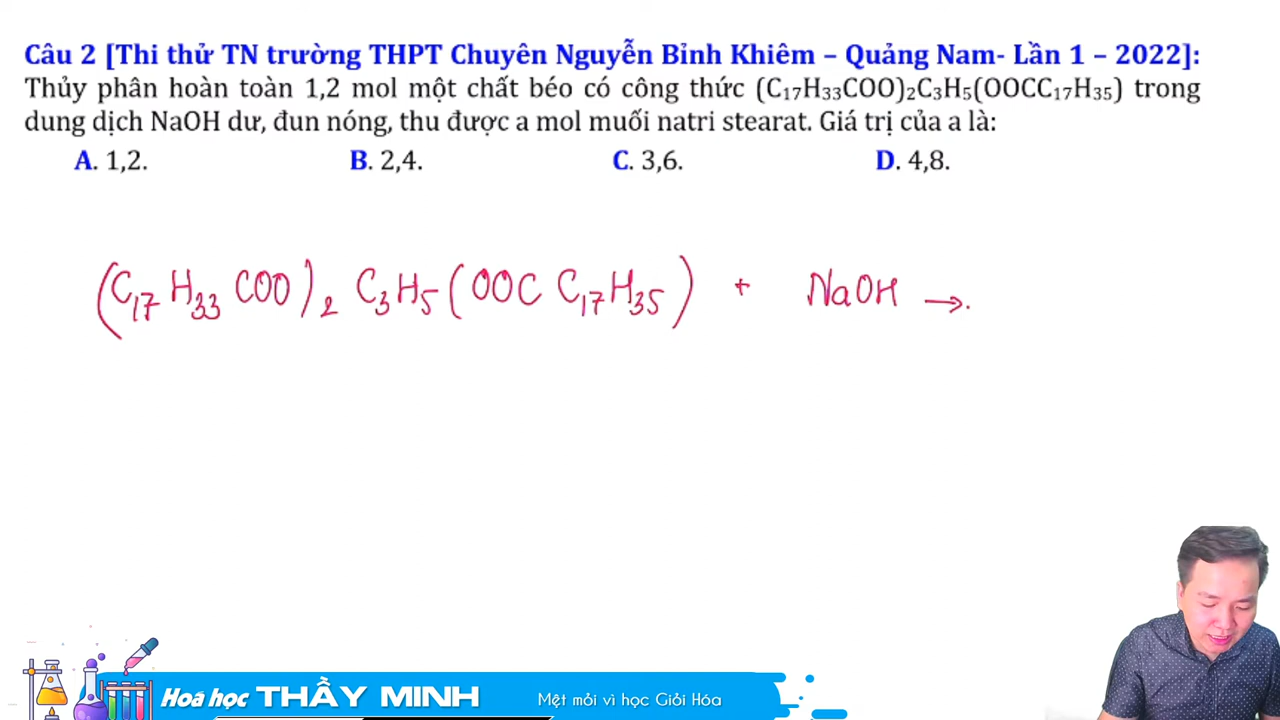 Câu 2 [Thi thử TN trường THPT Chuyên Nguyễn Bỉnh Khiêm – Quảng Nam- Lần 1 – 2022]:
Thủy phân hoàn toàn 1,2 mol một chất béo có công thức (C₁₇H₃₃COO)₂C₃H₅(OOCC₁₇H₃₅) trong
dung dịch NaOH dư, đun nóng, thu được a mol muối natri stearat. Giá trị của a là:
A. 1,2. B. 2,4. C. 3,6. D. 4,8.
(C₁₇H₃₃COO)₂C₃H₅(OOCC₁₇H₃₅) + NaOH →
Hoá học THẦY MINH Mệt mỏi vì học Giỏi Hóa